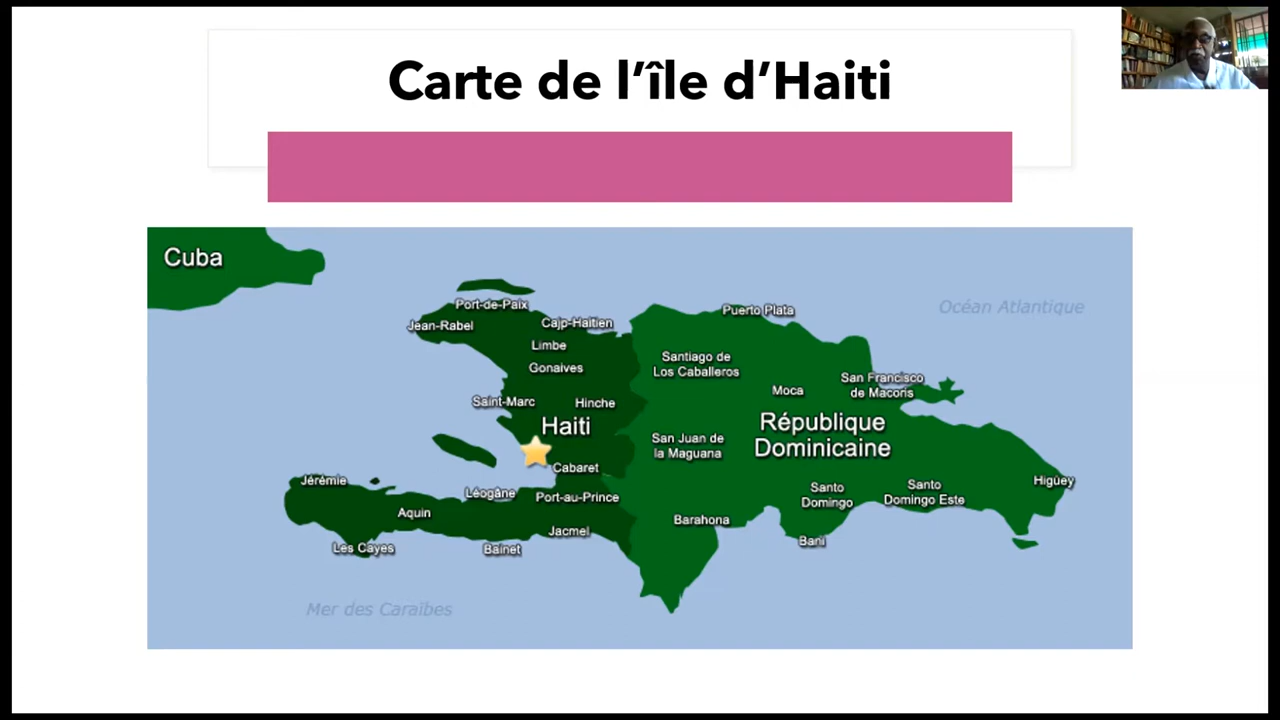 Carte de l’île d’Haiti
Cuba
Océan Atlantique
Port-de-Paix
Puerto Plata
Jean-Rabel
Cajp-Haïtien
Limbe
Gonaives
Santiago de
Los Caballeros
San Francisco
de Macoris
Moca
Saint-Marc
Hinche
Haiti
République
Dominicaine
San Juan de
la Maguana
Cabaret
Jérémie
Léogâne
Port-au-Prince
Santo
Domingo
Santo
Domingo Este
Higüey
Aquin
Jacmel
Barahona
Bani
Les Cayes
Bainet
Mer des Caraïbes